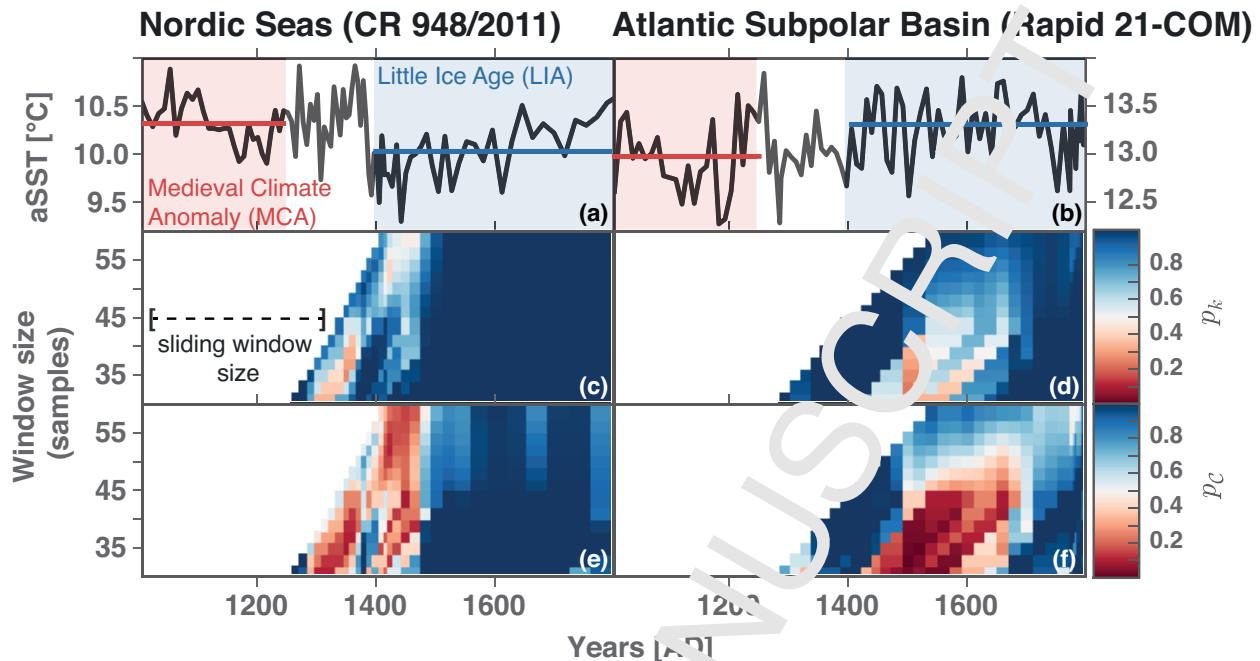 Nordic Seas (CR 948/2011)
Atlantic Subpolar Basin (Rapid 21-COM)
aSST [°C]
10.5
10.0
9.5
Little Ice Age (LIA)
Medieval Climate
Anomaly (MCA)
(a)
(b)
13.5
13.0
12.5
Window size
(samples)
55
45
35
sliding window
size
(c)
(d)
0.8
0.6
0.4
0.2
pk
55
45
35
(e)
(f)
0.8
0.6
0.4
0.2
pC
1200
1400
1600
1200
1400
1600
Years [AD]
NUSCRIPT